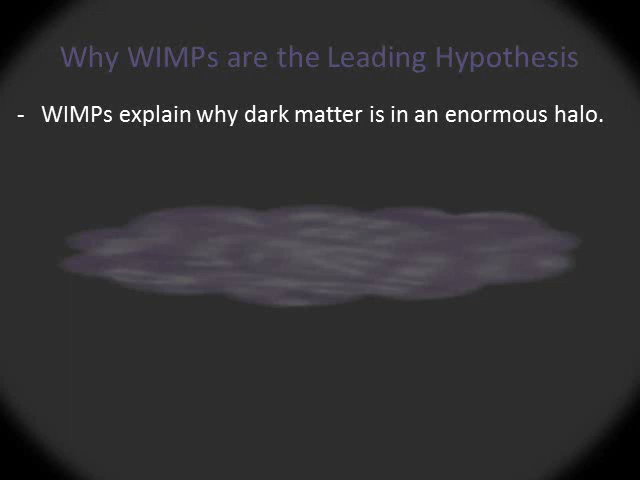 Why WIMPs are the Leading Hypothesis
- WIMPs explain why dark matter is in an enormous halo.